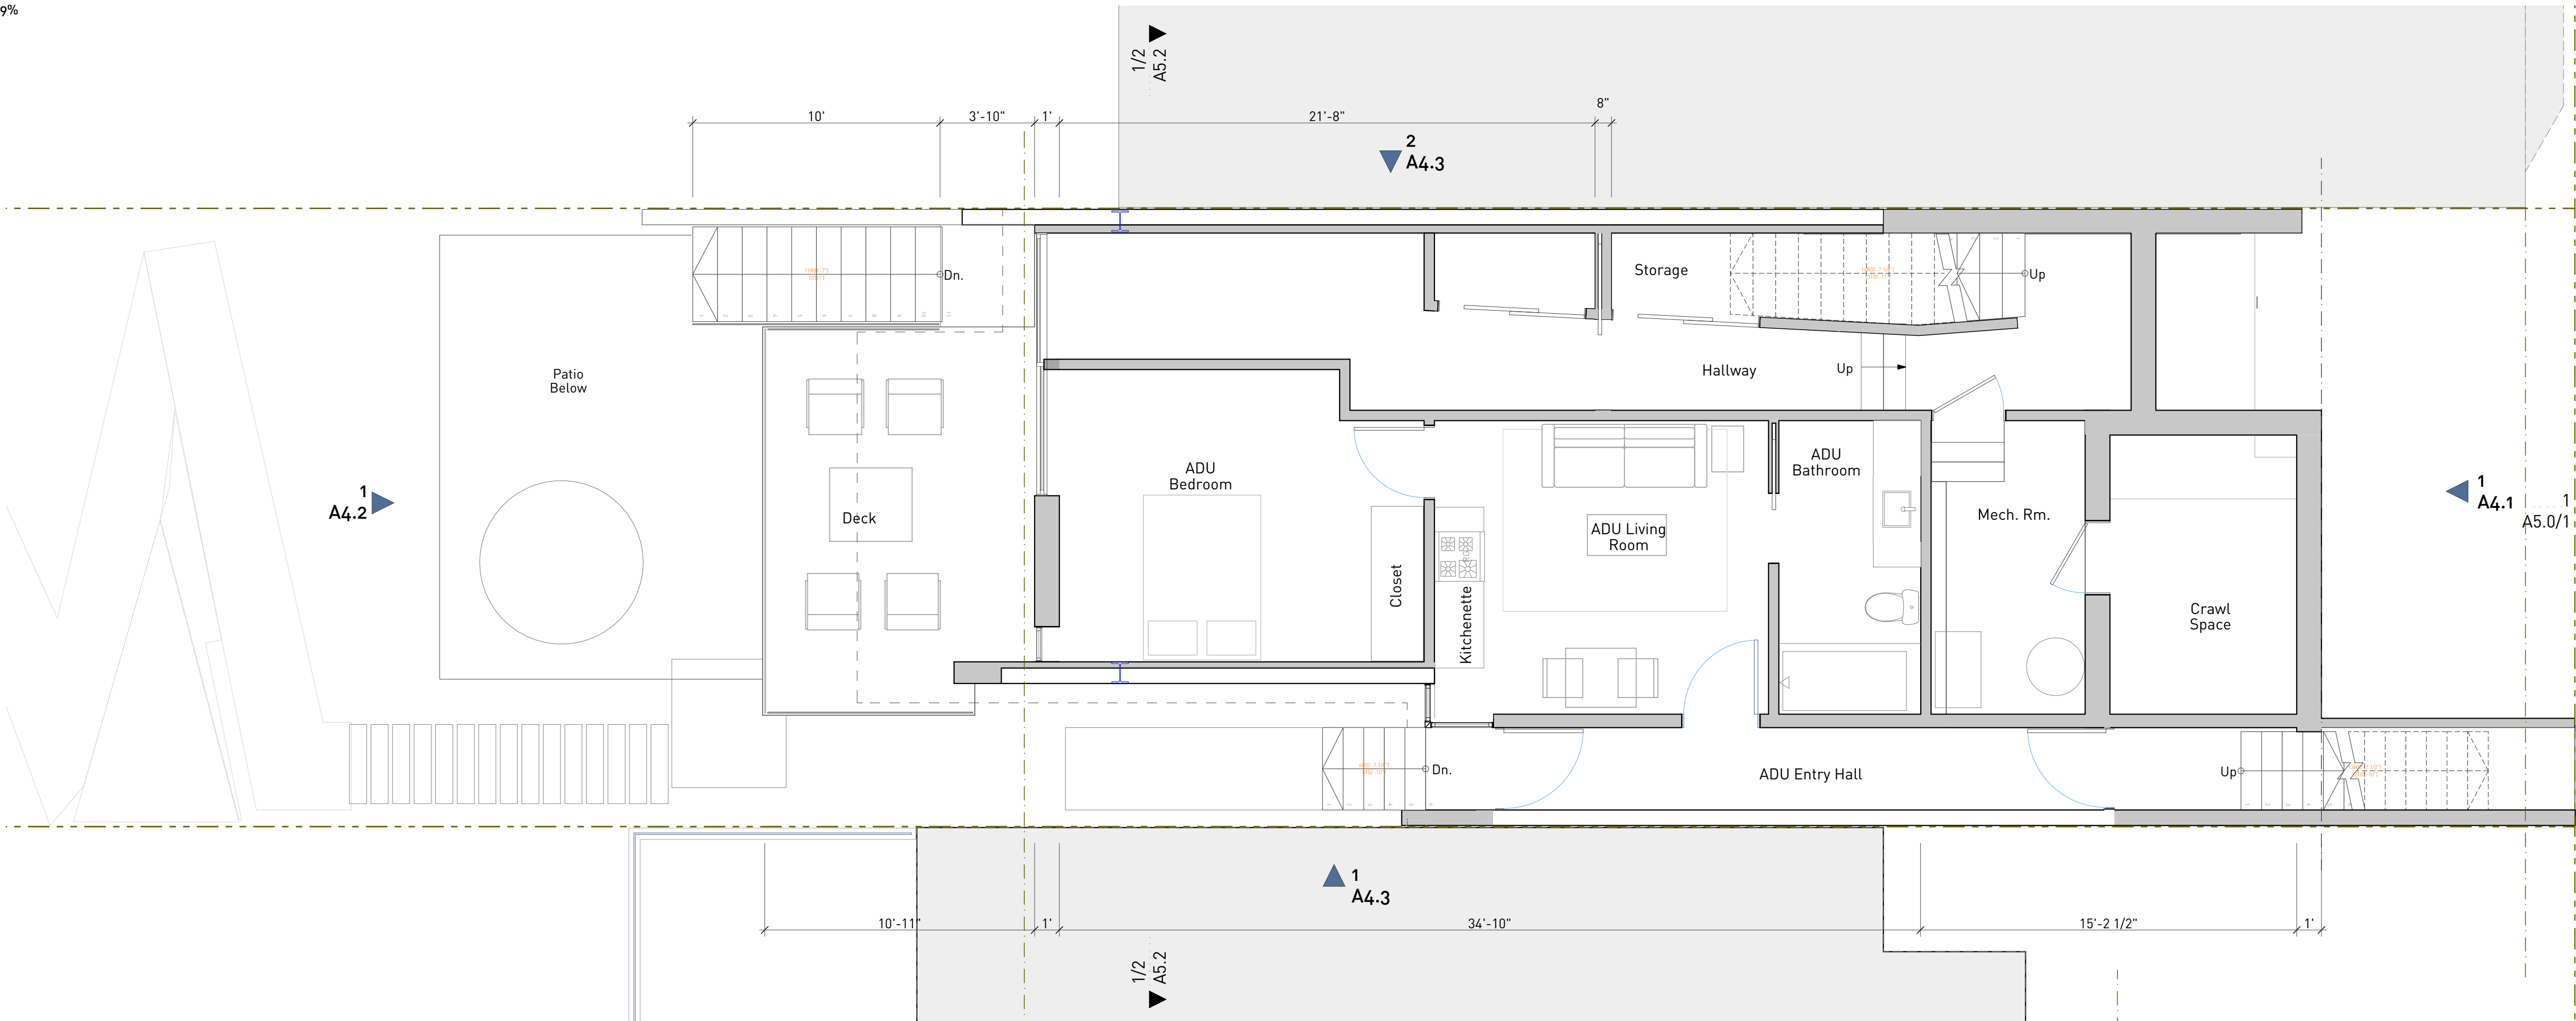 9%
1/2
A5.2
10'
3'-10"
1'
21'-8"
8"
2
A4.3
Dn.
Storage
Up
Patio
Below
Hallway
Up
ADU
Bedroom
ADU
Bathroom
1
A4.2
Deck
ADU Living
Room
Mech. Rm.
1
A4.1
1
A5.0/1
Closet
Kitchenette
Crawl
Space
Dn.
ADU Entry Hall
Up
1
A4.3
10'-11"
1'
34'-10"
15'-2 1/2"
1'
1/2
A5.2